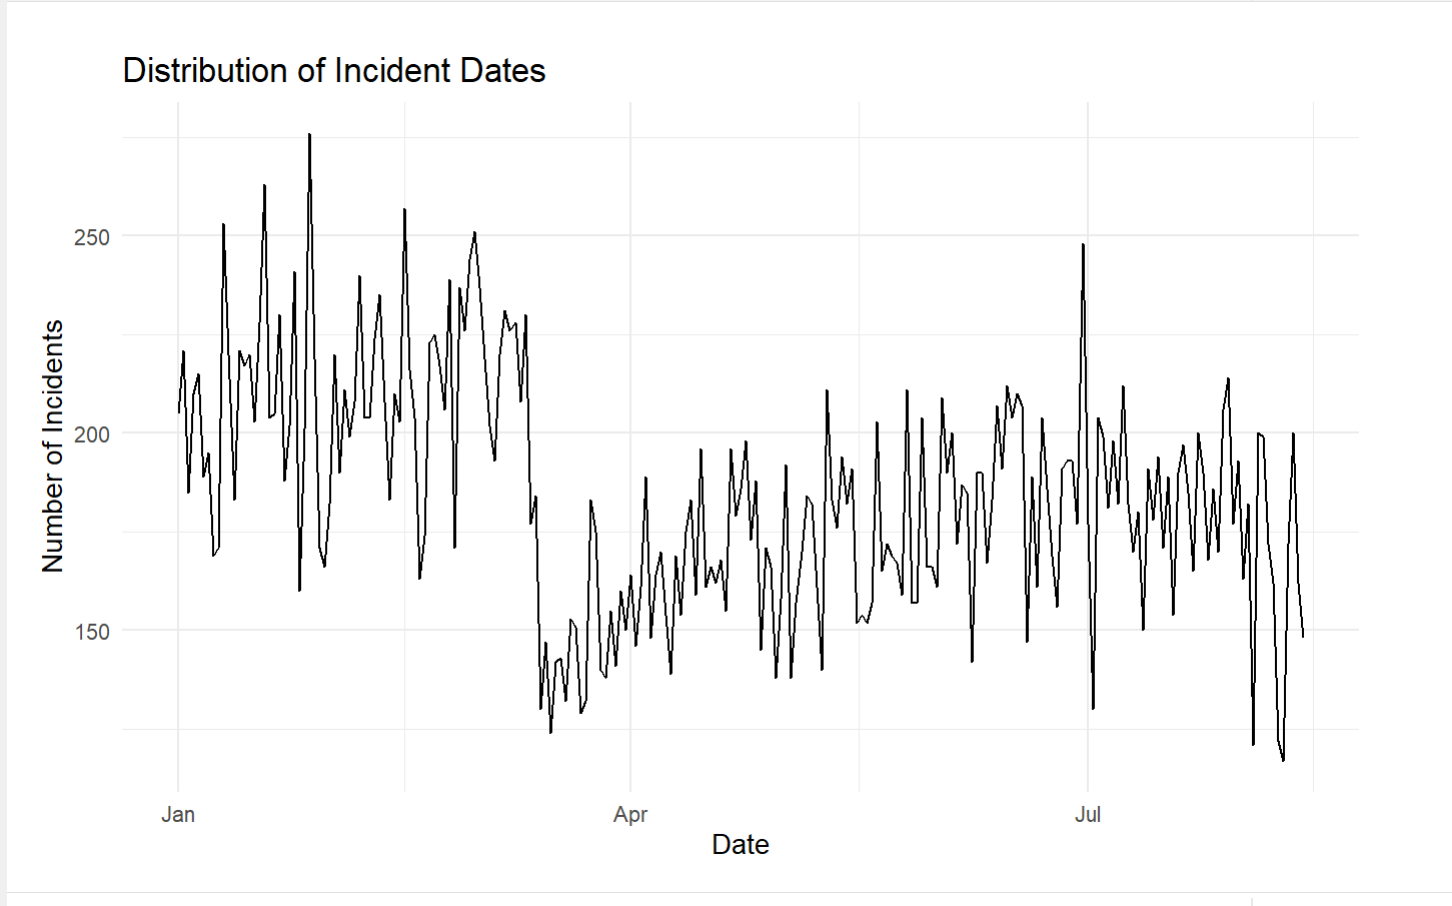 Distribution of Incident Dates
Number of Incidents
250
200
150
Jan
Apr
Jul
Date